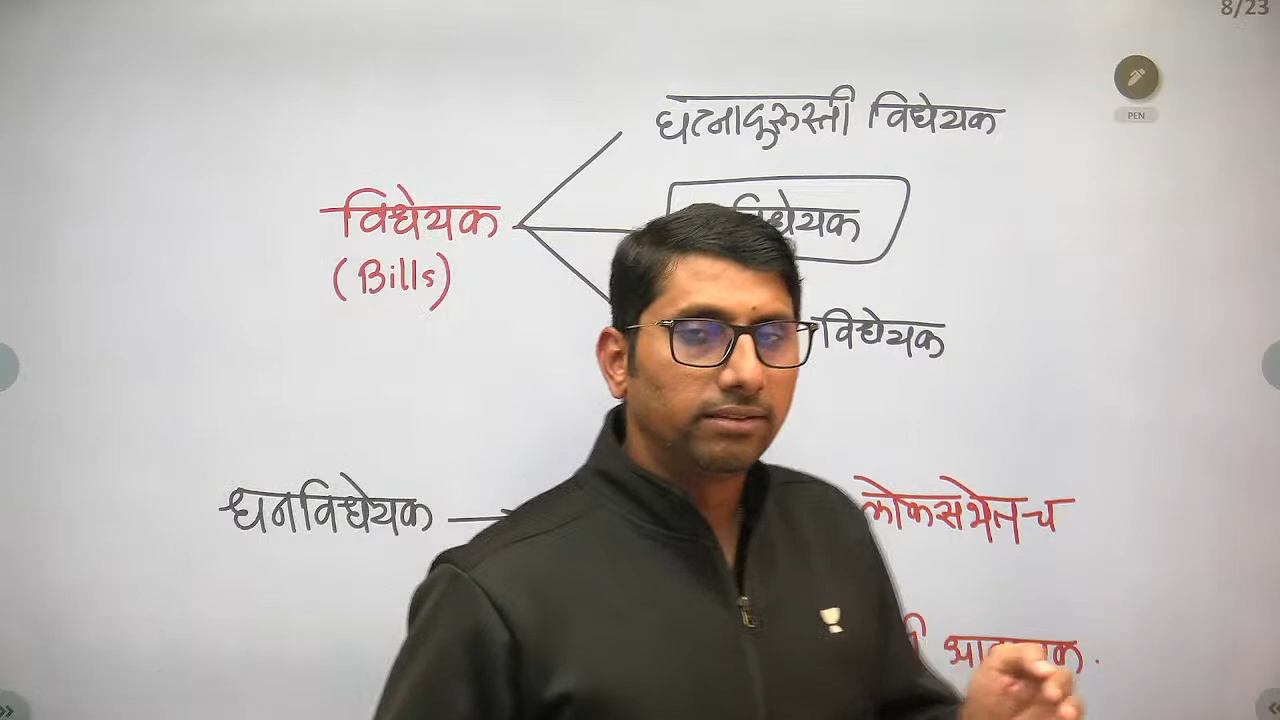 8/23
PEN
घटनादुरुस्ती विधेयक
विधेयक
विधेयक
(Bills)
विधेयक
धनविधेयक
लोकसभेतच